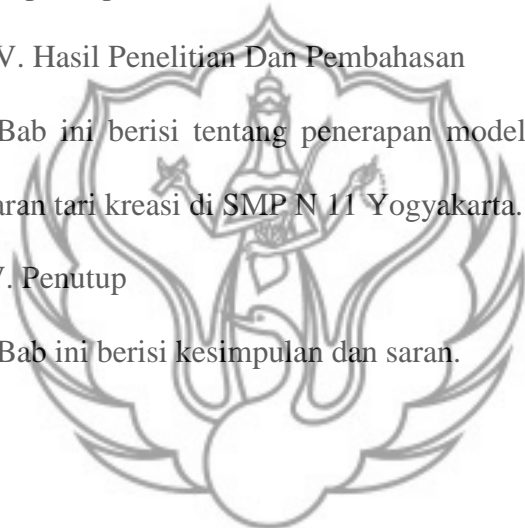 V. Hasil Penelitian Dan Pembahasan
Bab ini berisi tentang penerapan model
aran tari kreasi di SMP N 11 Yogyakarta.
. Penutup
Bab ini berisi kesimpulan dan saran.